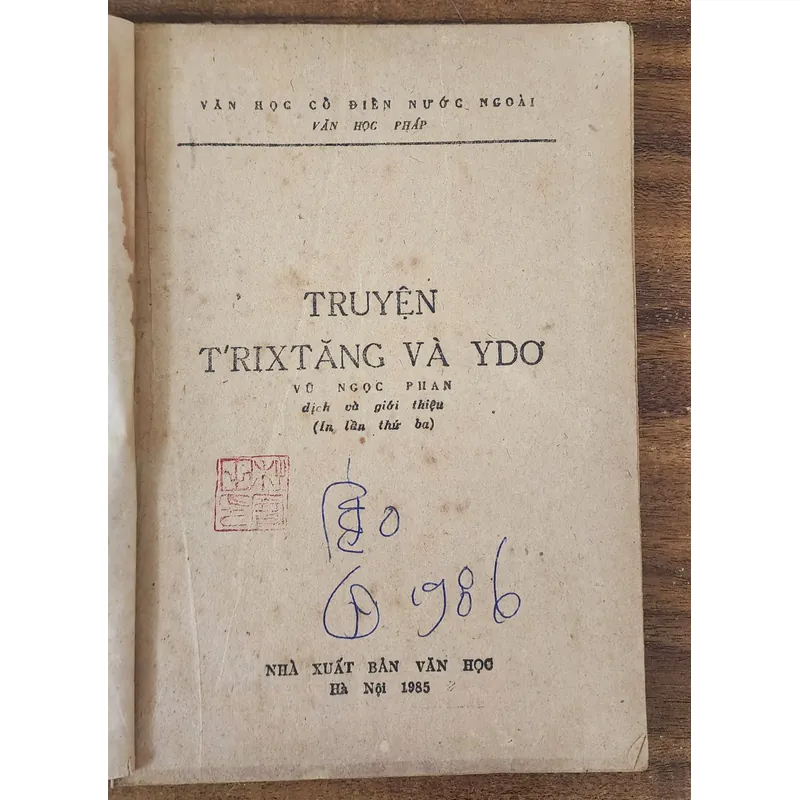 VĂN HỌC CỔ ĐIỂN NƯỚC NGOÀI
VĂN HỌC PHÁP
TRUYỆN
TRIXTĂNG VÀ YDƠ
VŨ NGỌC PHAN
dịch và giới thiệu
(In lần thứ ba)
1986
NHÀ XUẤT BẢN VĂN HỌC
Hà Nội 1985